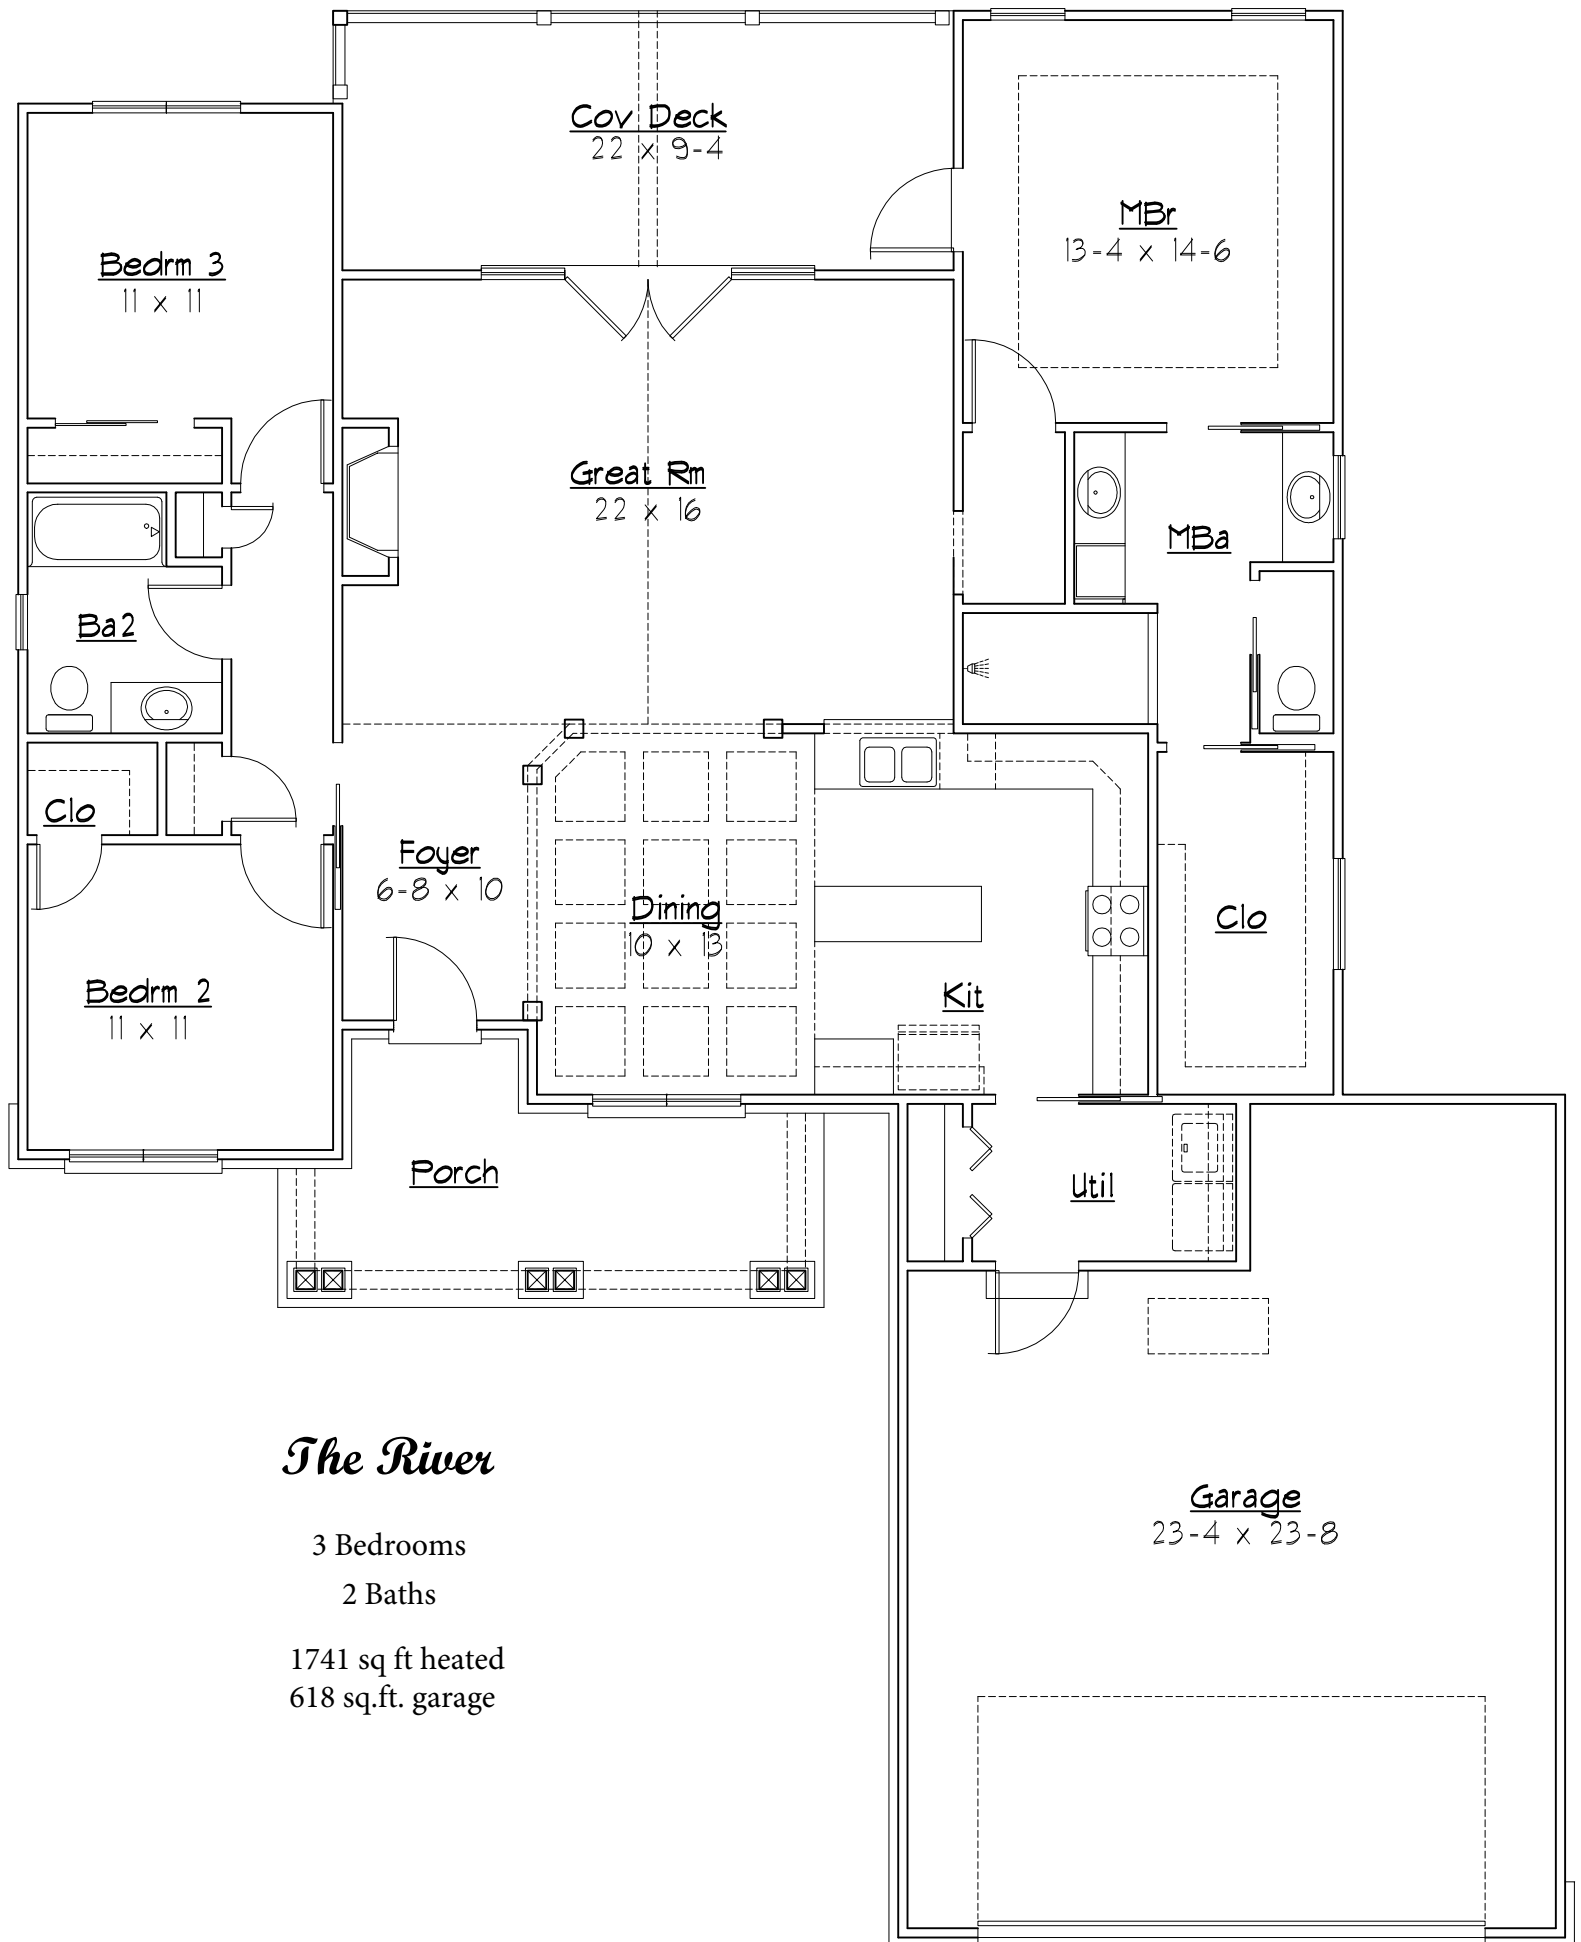 Cov Deck
22 x 9-4
MBr
13-4 x 14-6
Bedrm 3
11 x 11
Great Rm
22 x 16
MBa
Ba2
Clo
Foyer
6-8 x 10
Dining
10 x 13
Clo
Kit
Bedrm 2
11 x 11
Porch
Util
The River
3 Bedrooms
2 Baths
1741 sq ft heated
618 sq.ft. garage
Garage
23-4 x 23-8